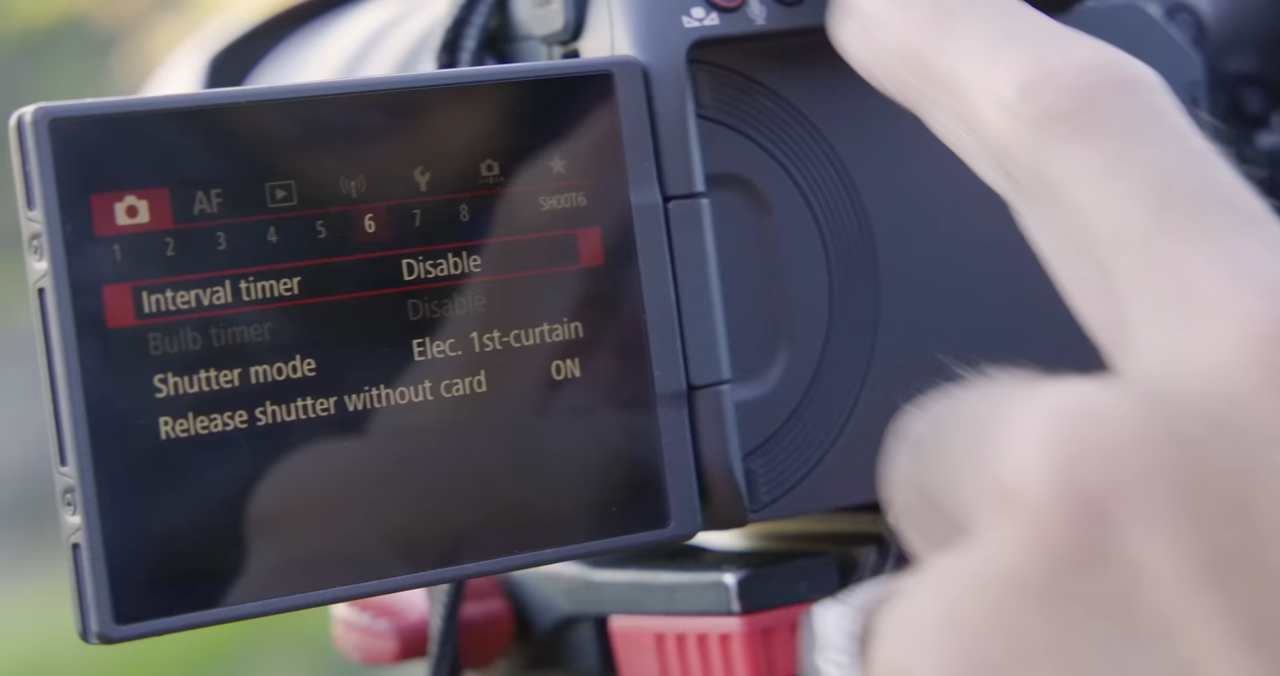 AF
1 2 3 4 5 6 7 8 SHOOT6
Interval timer Disable
Bulb timer Disable
Shutter mode Elec. 1st-curtain
Release shutter without card ON